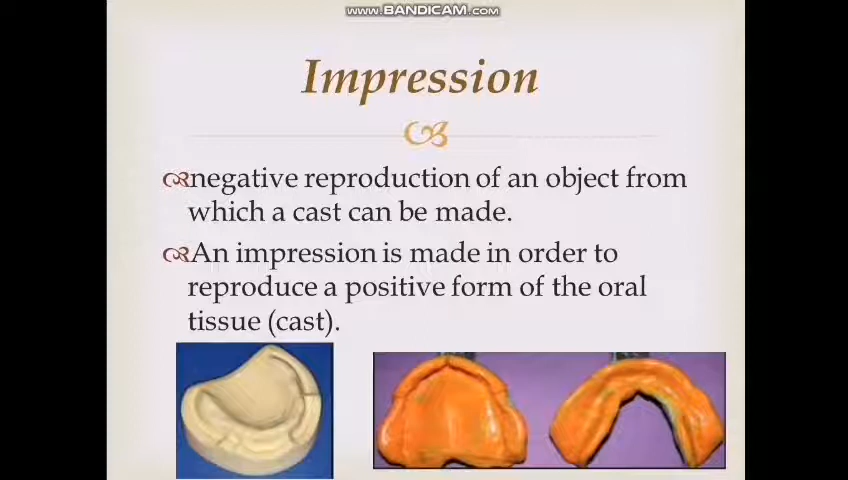 www.BANDICAM.com
Impression
negative reproduction of an object from
which a cast can be made.
An impression is made in order to
reproduce a positive form of the oral
tissue (cast).